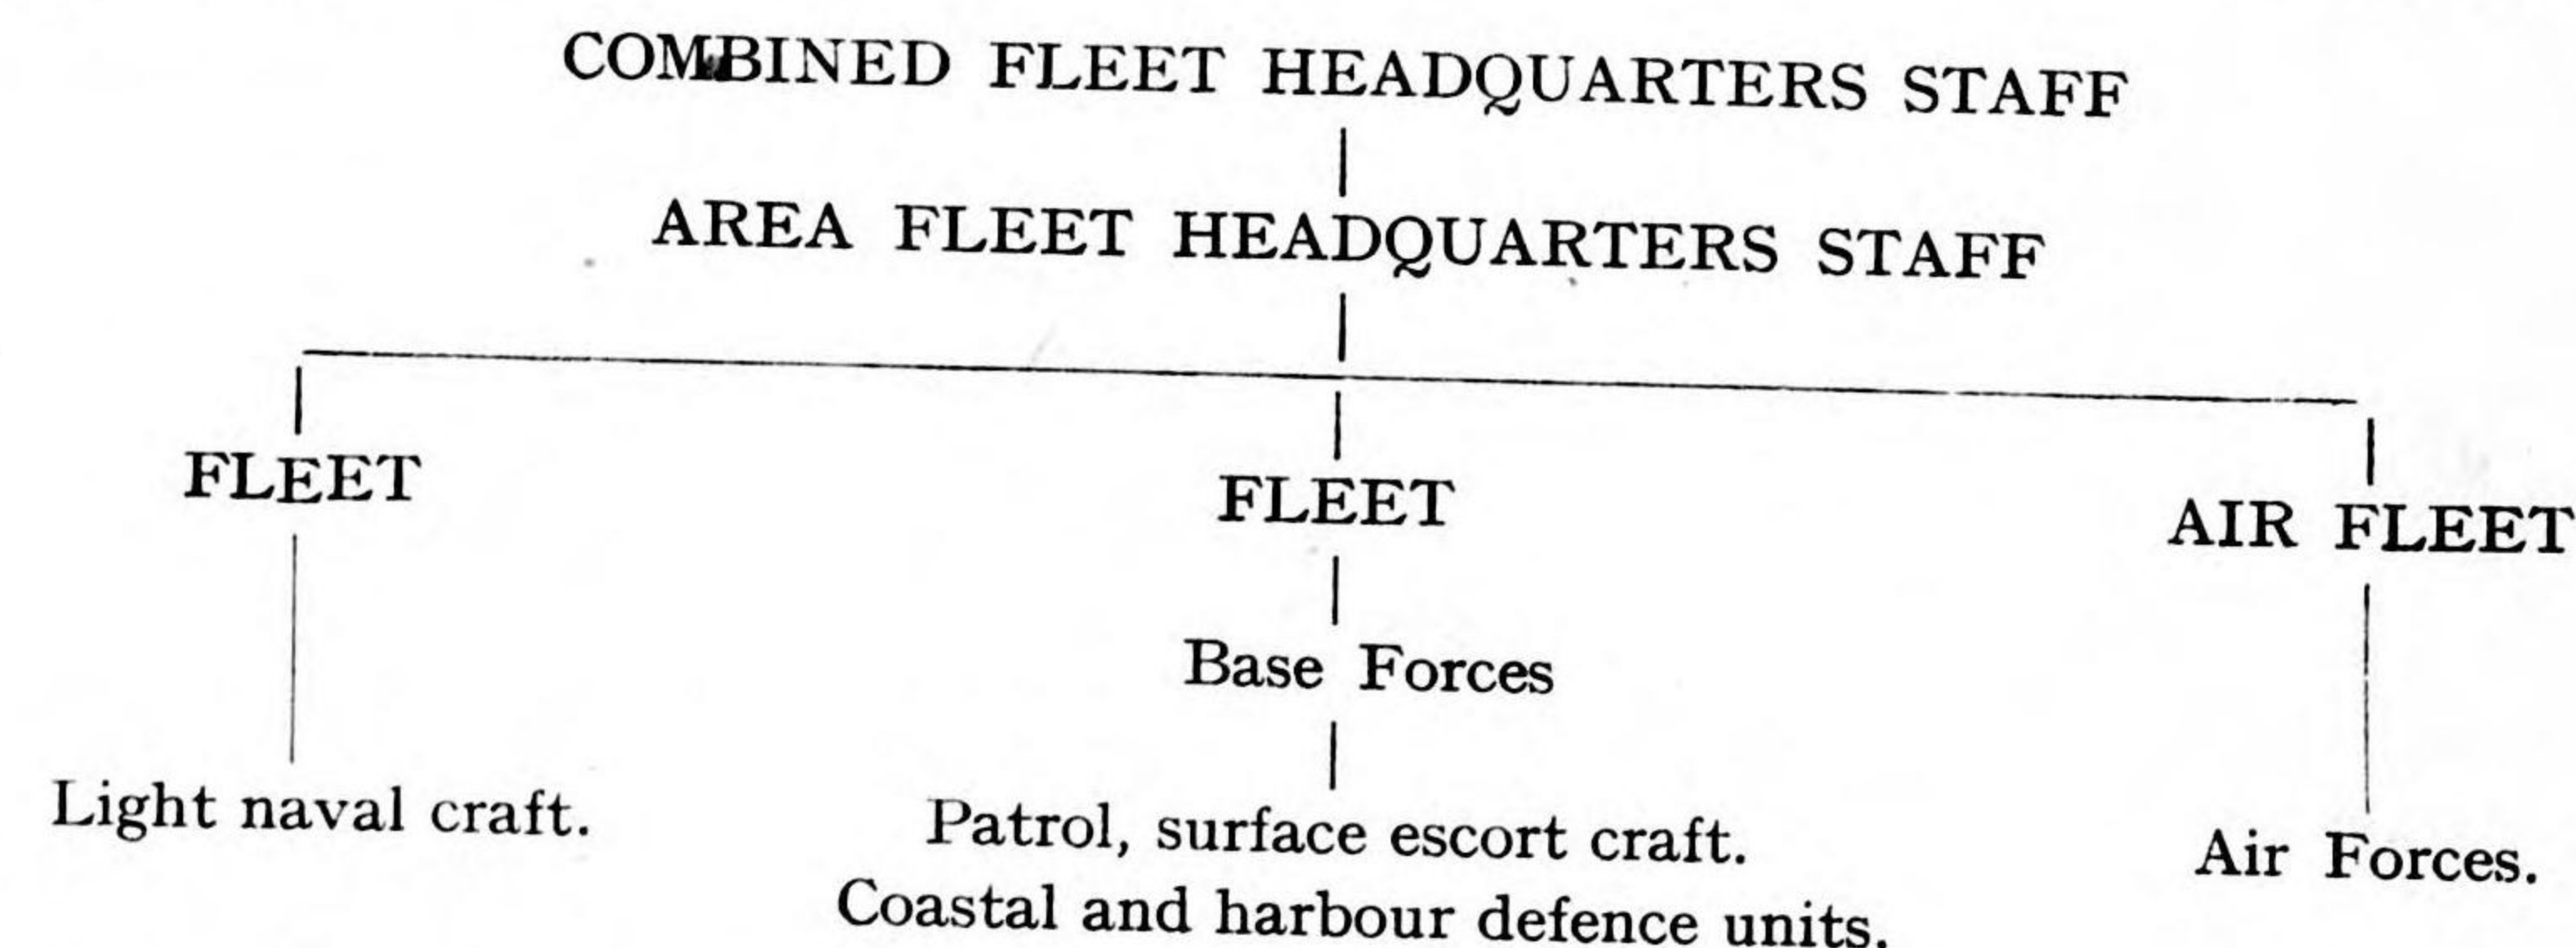 COMBINED FLEET HEADQUARTERS STAFF
AREA FLEET HEADQUARTERS STAFF
FLEET
FLEET
AIR FLEET
Base Forces
Light naval craft.
Patrol, surface escort craft.
Air Forces.
Coastal and harbour defence units.